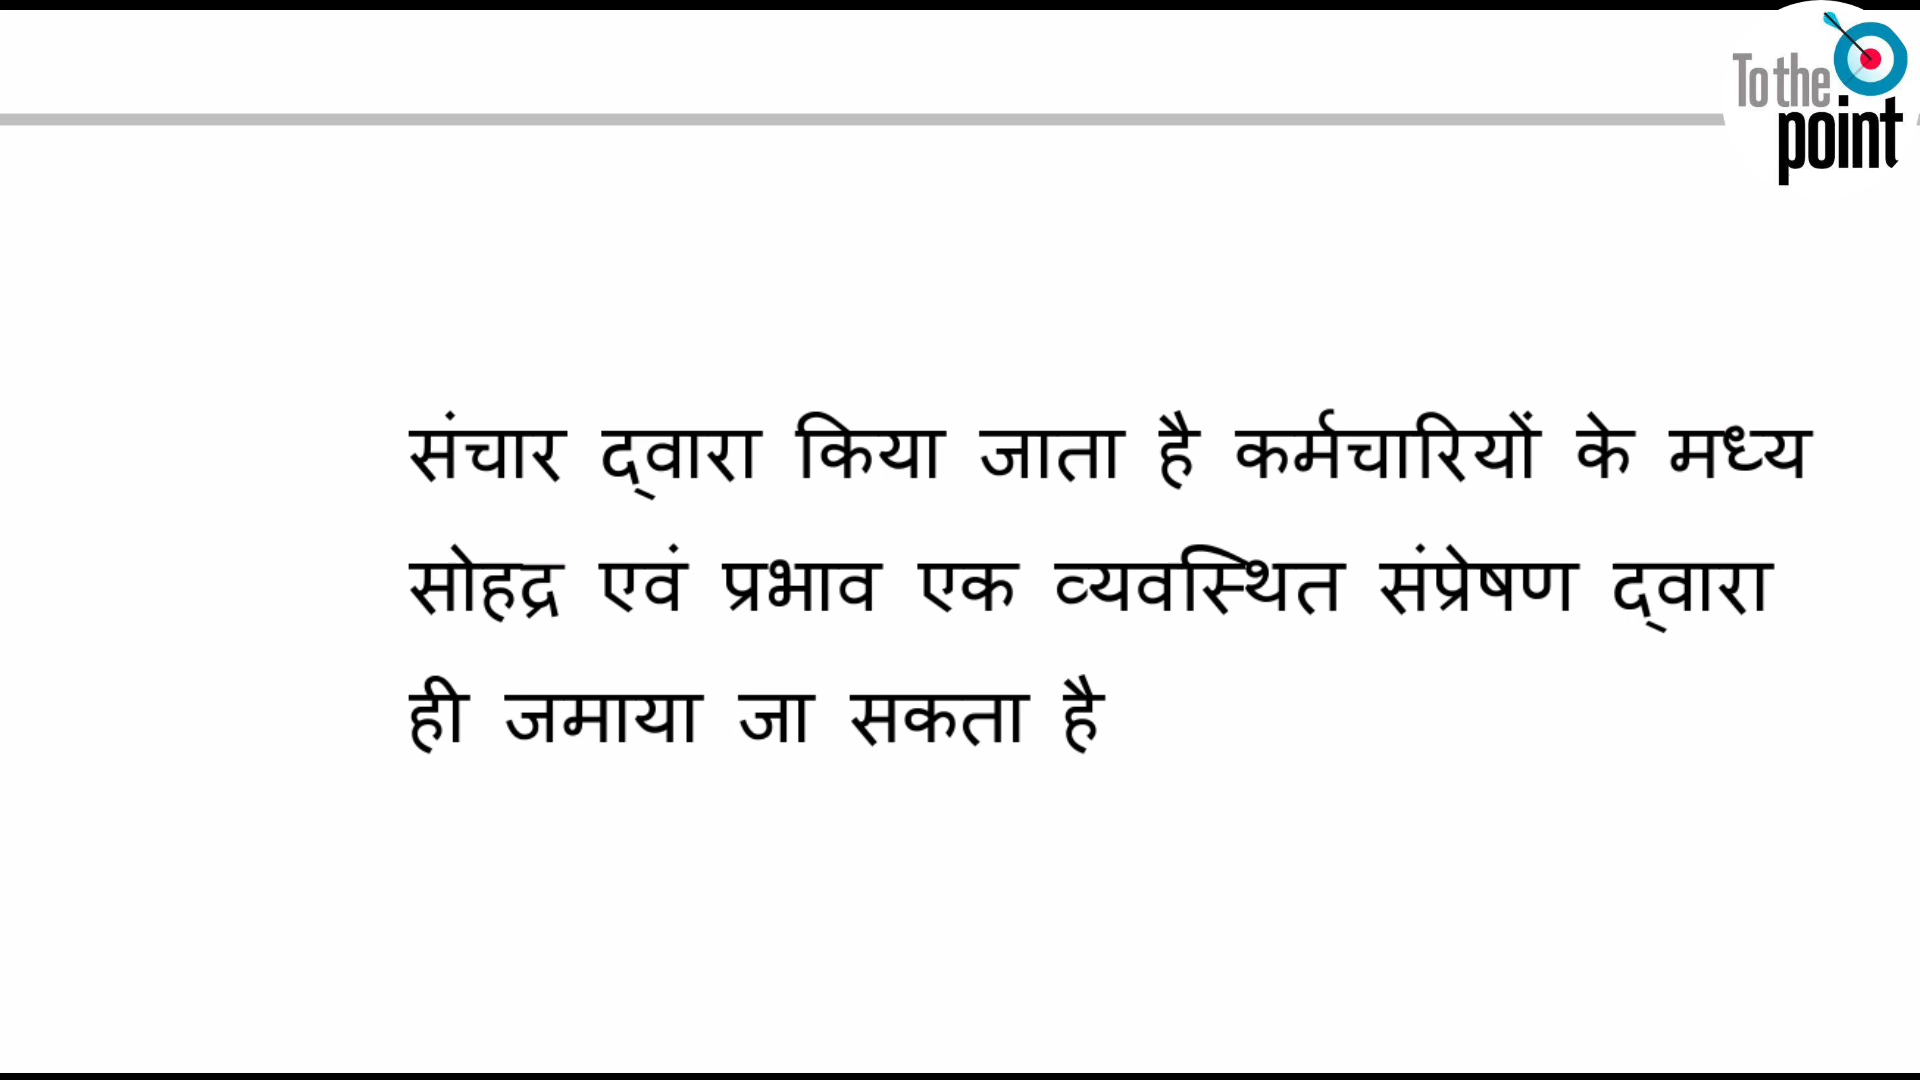 To the
point
संचार द्वारा किया जाता है कर्मचारियों के मध्य
सोहद्र एवं प्रभाव एक व्यवस्थित संप्रेषण द्वारा
ही जमाया जा सकता है